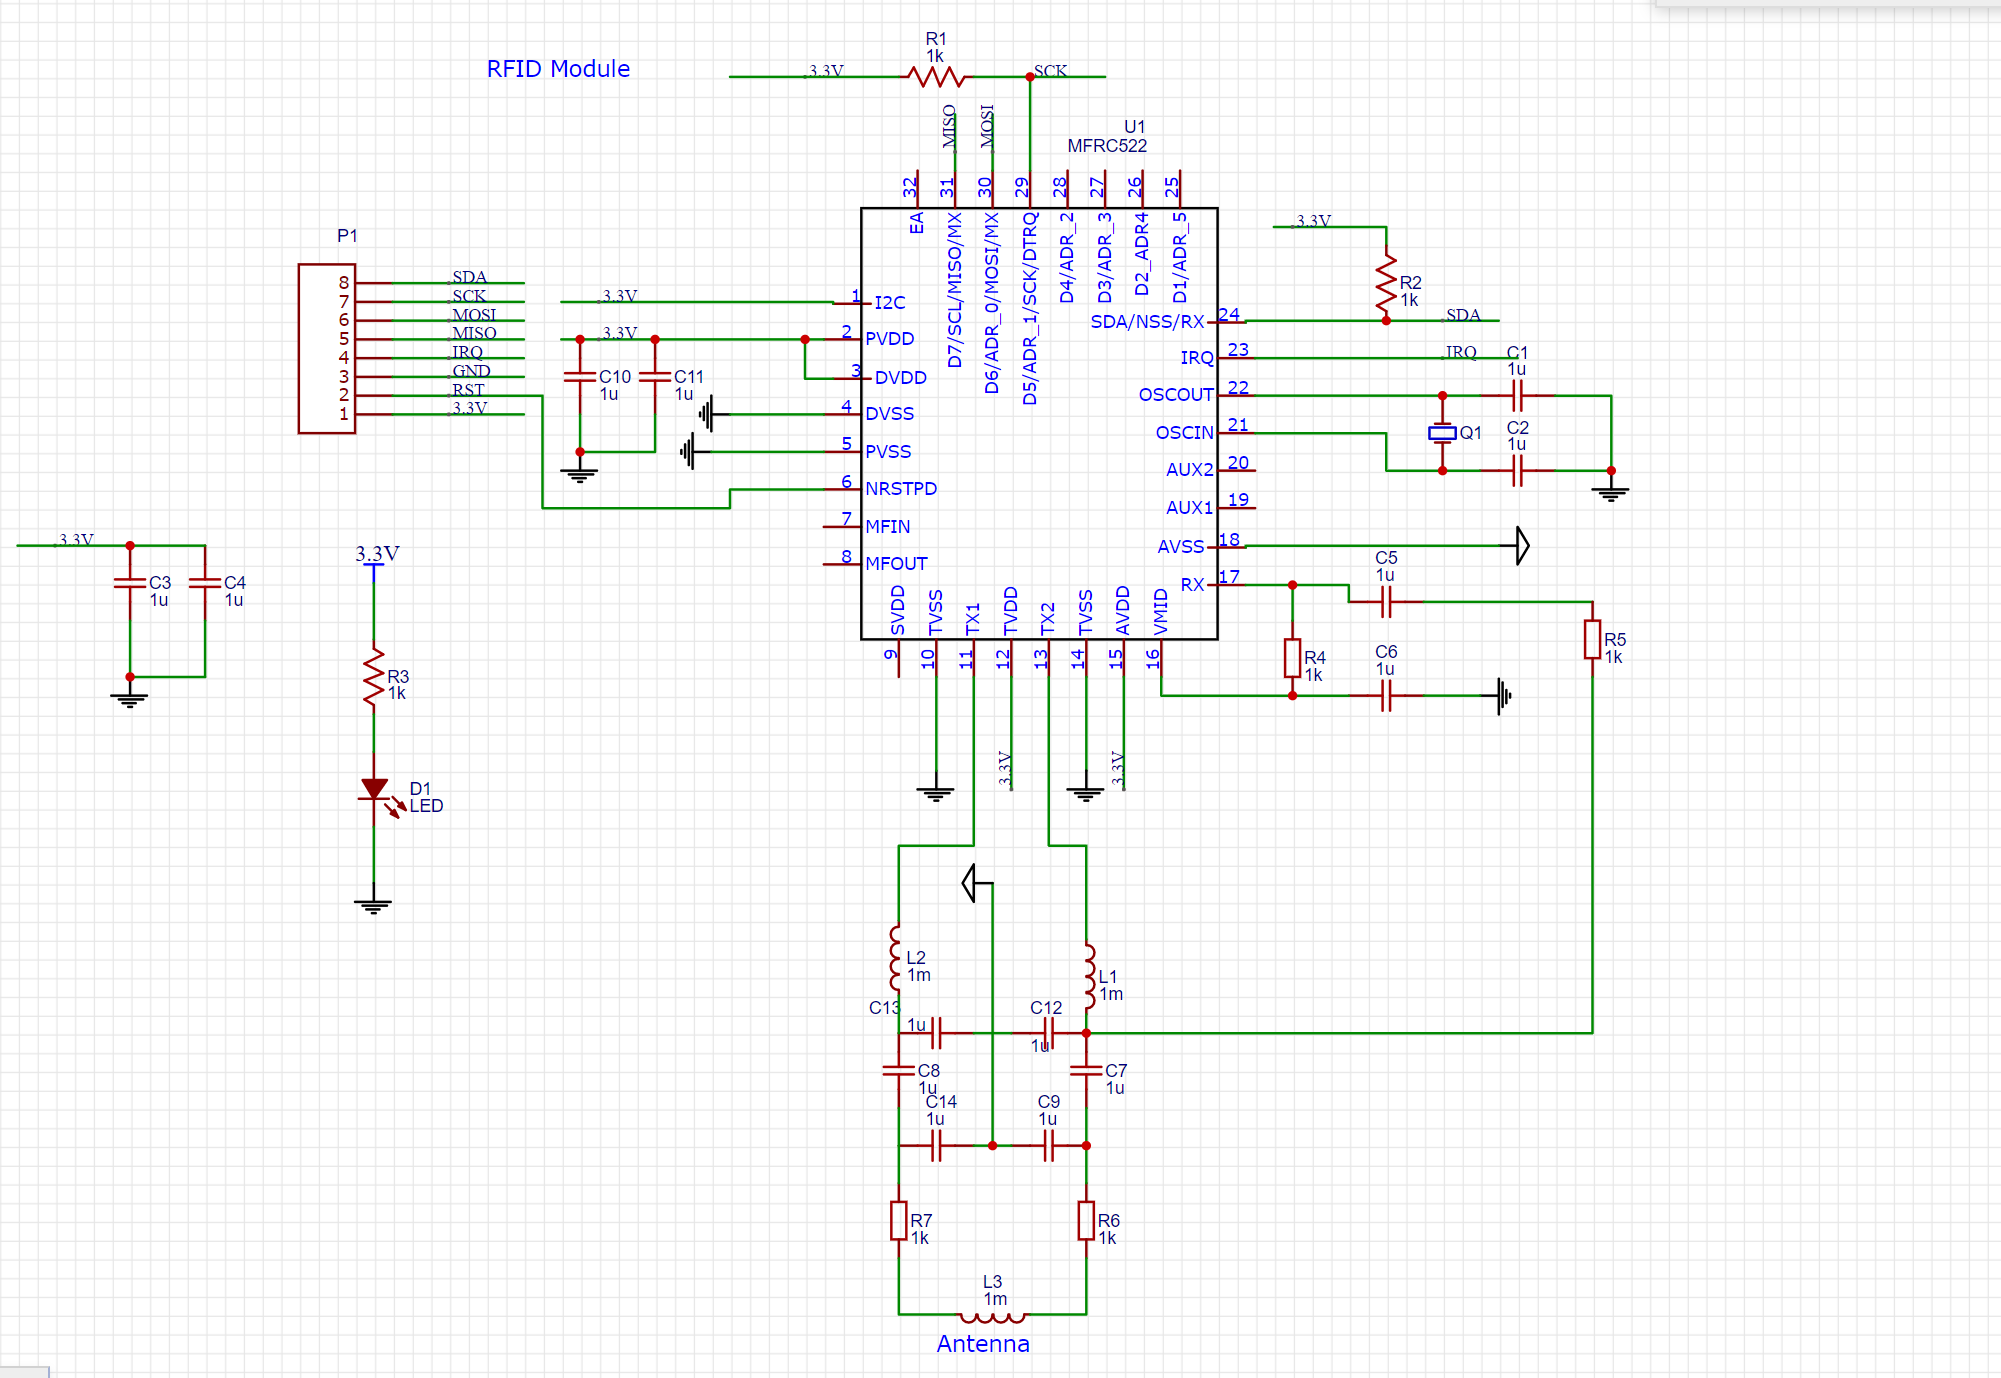 RFID Module
R1
1k
3.3V
SCK
MISO
MOSI
U1
MFRC522
32
31
30
29
28
27
26
25
EA
D7/SCL/MISO/MX
D6/ADR_0/MOSI/MX
D5/ADR_1/SCK/DTRQ
D4/ADR_2
D3/ADR_3
D2_ADR4
D1/ADR_5
P1
8 SDA
7 SCK
6 MOSI
5 MISO
4 IRQ
3 GND
2 RST
1 3.3V
3.3V
1 I2C
3.3V
2 PVDD
3 DVDD
C10
1u
C11
1u
4 DVSS
5 PVSS
6 NRSTPD
7 MFIN
8 MFOUT
3.3V
R2
1k
SDA/NSS/RX 24 SDA
IRQ 23 IRQ
C1
1u
OSCOUT 22
OSCIN 21
Q1
C2
1u
AUX2 20
AUX1 19
AVSS 18
RX 17
C5
1u
R4
1k
C6
1u
R5
1k
SVDD
TVSS
TX1
TVDD
TX2
TVSS
AVDD
VMID
9
10
11
12
13
14
15
16
3.3V
3.3V
3.3V
C3
1u
C4
1u
3.3V
R3
1k
D1
LED
L2
1m
L1
1m
C13
1u
C12
1u
C8
1u
C7
1u
C14
1u
C9
1u
R7
1k
R6
1k
L3
1m
Antenna